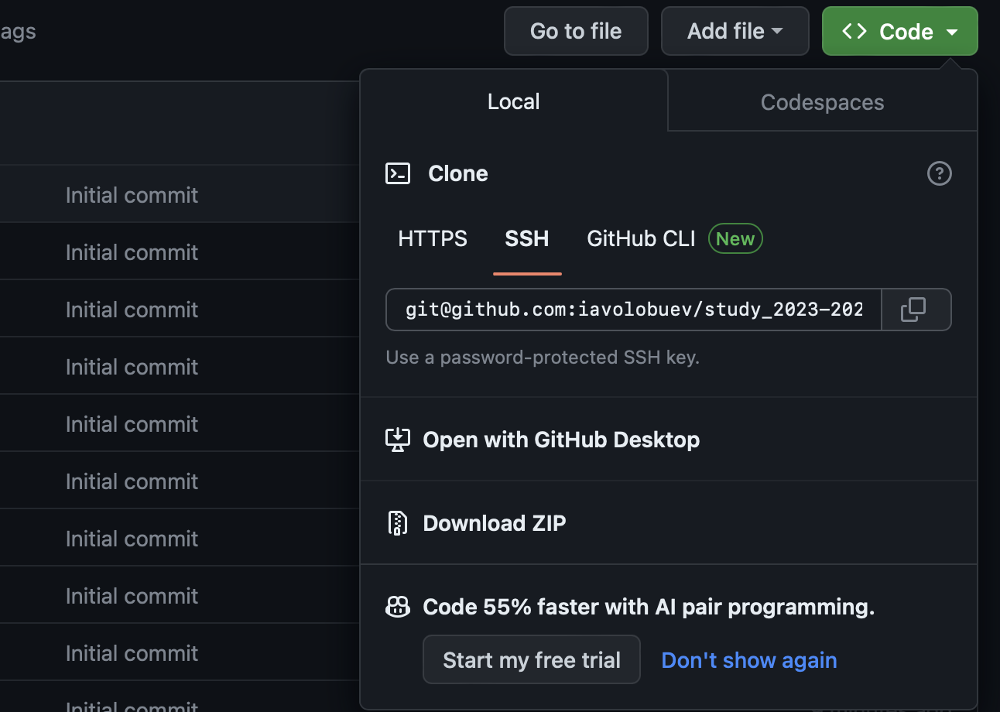 ags
Go to file
Add file
Code
Local
Codespaces
Clone
HTTPS
SSH
GitHub CLI
New
git@github.com:iavolobuev/study_2023-202
Use a password-protected SSH key.
Open with GitHub Desktop
Download ZIP
Code 55% faster with AI pair programming.
Start my free trial
Don't show again
Initial commit
Initial commit
Initial commit
Initial commit
Initial commit
Initial commit
Initial commit
Initial commit
Initial commit
Initial commit